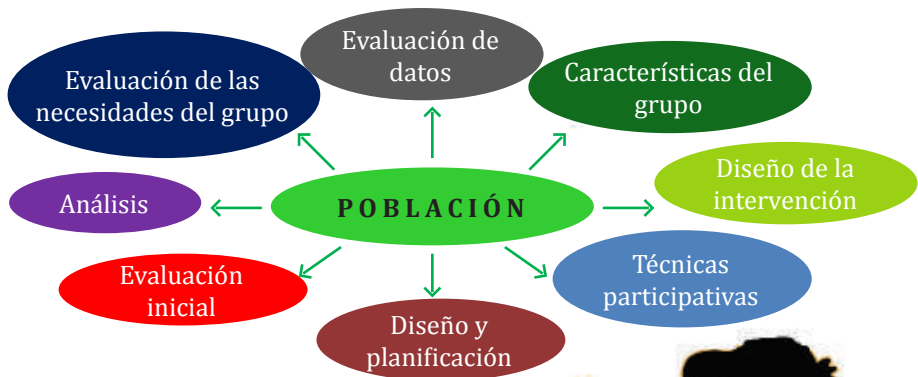 Evaluación de
datos
Evaluación de las
necesidades del grupo
Características del
grupo
Análisis
POBLACIÓN
Diseño de la
intervención
Evaluación
inicial
Técnicas
participativas
Diseño y
planificación